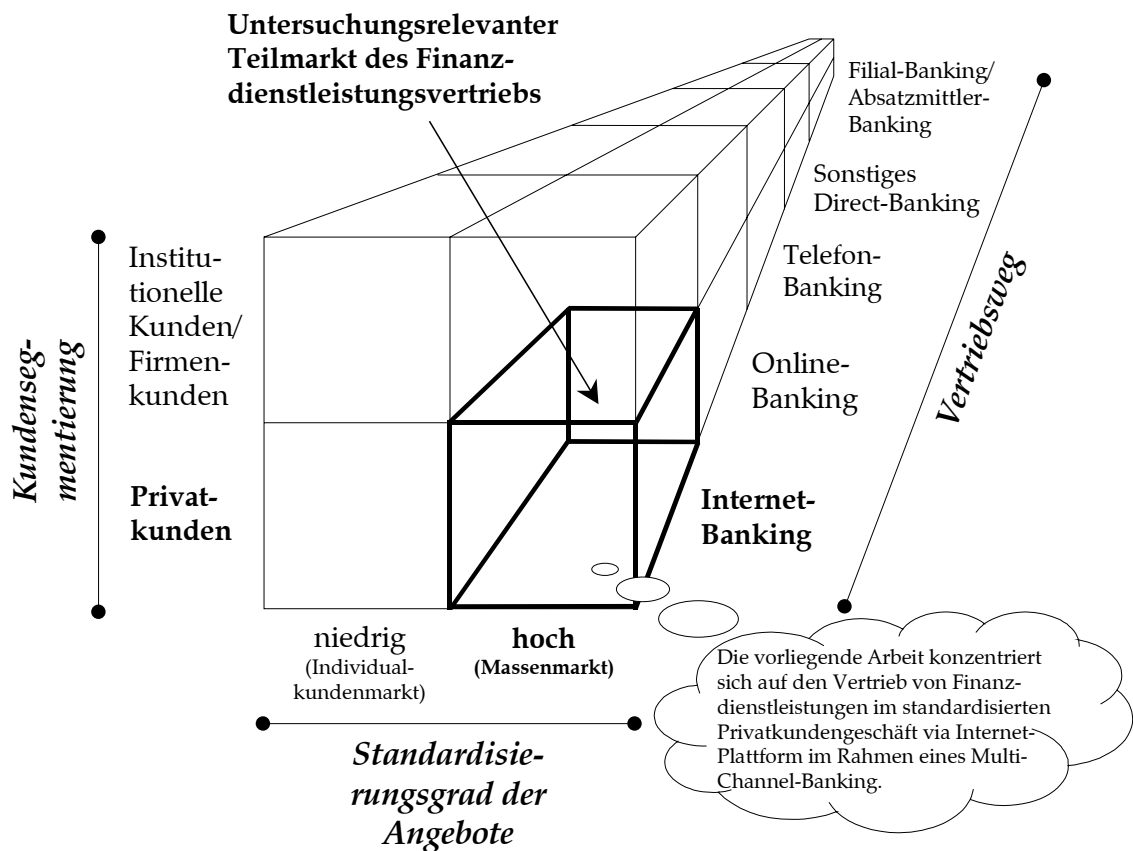 Untersuchungsrelevanter
Teilmarkt des Finanz-
dienstleistungsvertriebs
Filial-Banking/
Absatzmittler-
Banking
Sonstiges
Direct-Banking
Telefon-
Banking
Online-
Banking
Internet-
Banking
Vertriebsweg
Kundenseg-
mentierung
Institu-
tionelle
Kunden/
Firmen-
kunden
Privat-
kunden
niedrig
(Individual-
kundenmarkt)
hoch
(Massenmarkt)
Standardisie-
rungsgrad der
Angebote
Die vorliegende Arbeit konzentriert
sich auf den Vertrieb von Finanz-
dienstleistungen im standardisierten
Privatkundengeschäft via Internet-
Plattform im Rahmen eines Multi-
Channel-Banking.